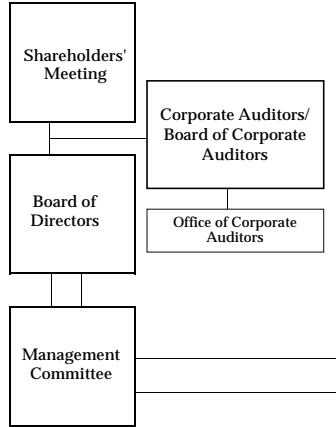 Shareholders'
Meeting
Corporate Auditors/
Board of Corporate
Auditors
Board of
Directors
Office of Corporate
Auditors
Management
Committee